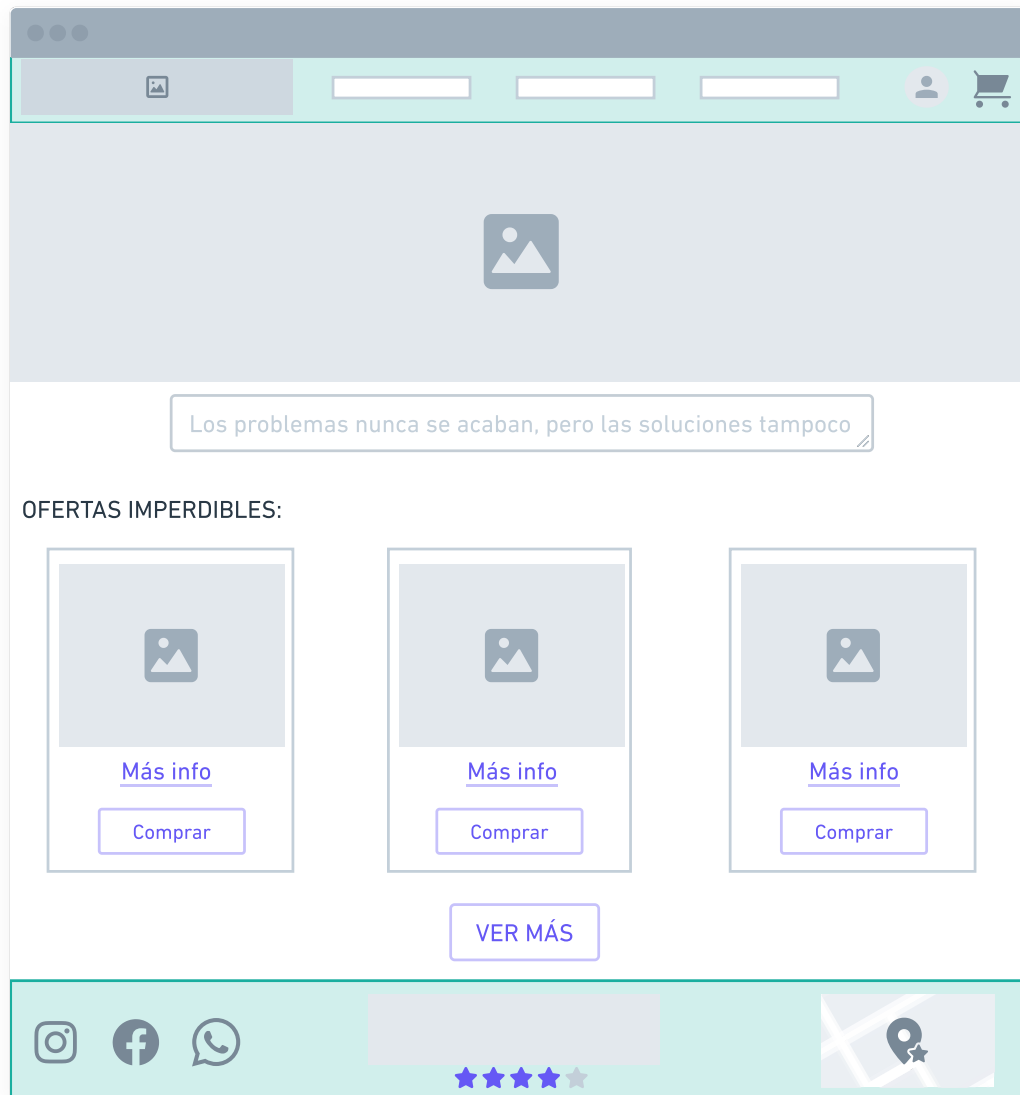 Los problemas nunca se acaban, pero las soluciones tampoco
OFERTAS IMPERDIBLES:
Más info
Más info
Más info
Comprar
Comprar
Comprar
VER MÁS